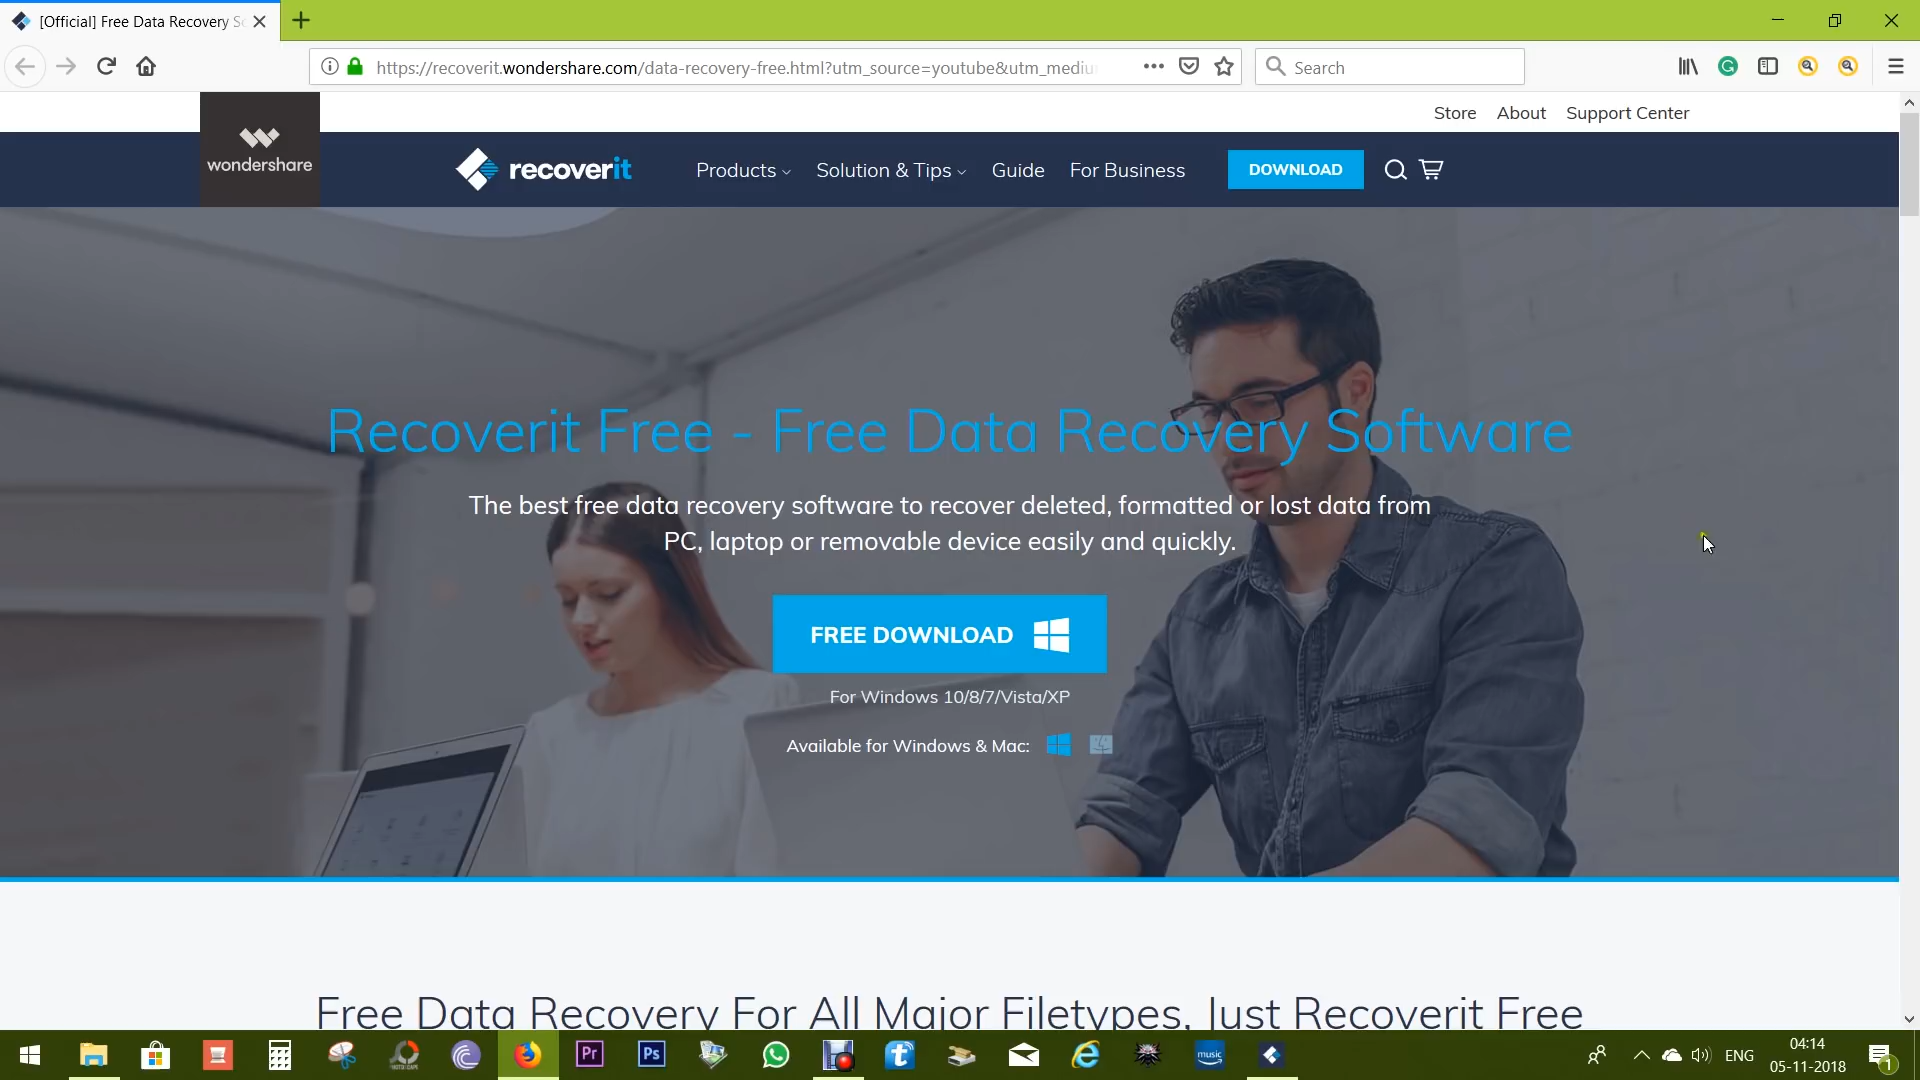 [Official] Free Data Recovery S
https://recoverit.wondershare.com/data-recovery-free.html?utm_source=youtube&utm_mediu
Search
Store About Support Center
wondershare
recoverit
Products Solution & Tips Guide For Business DOWNLOAD
Recoverit Free - Free Data Recovery Software
The best free data recovery software to recover deleted, formatted or lost data from
PC, laptop or removable device easily and quickly.
FREE DOWNLOAD
For Windows 10/8/7/Vista/XP
Available for Windows & Mac:
Free Data Recovery For All Major Filetypes, Just Recoverit Free
Pr
Ps
music
ENG
04:14
05-11-2018
1